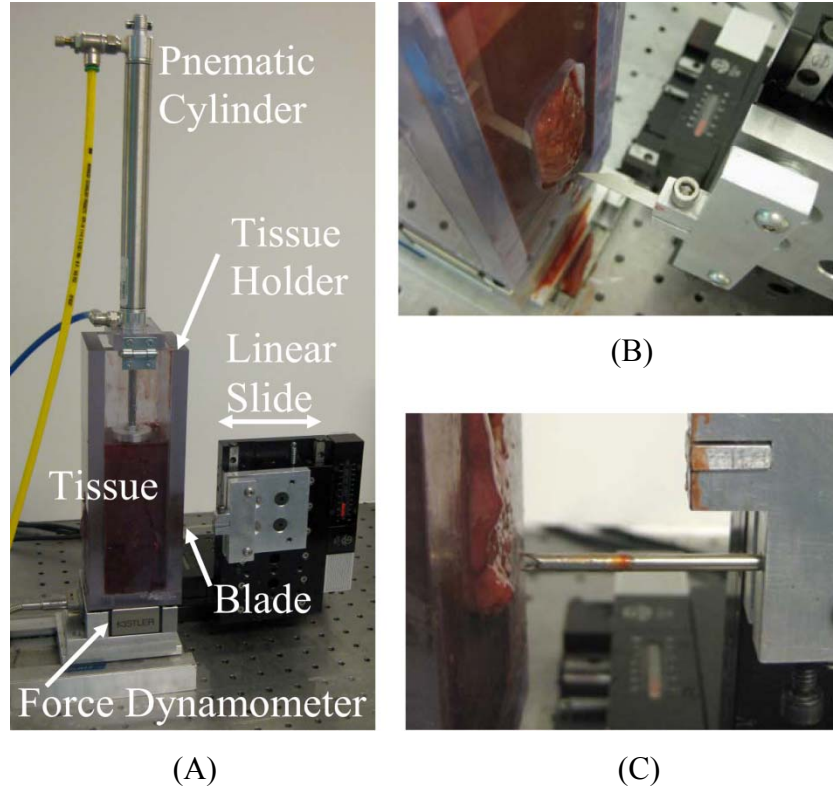 Pnematic
Cylinder
Tissue
Holder
Linear
Slide
Tissue
Blade
KISTLER
Force Dynamometer
(A)
(B)
(C)